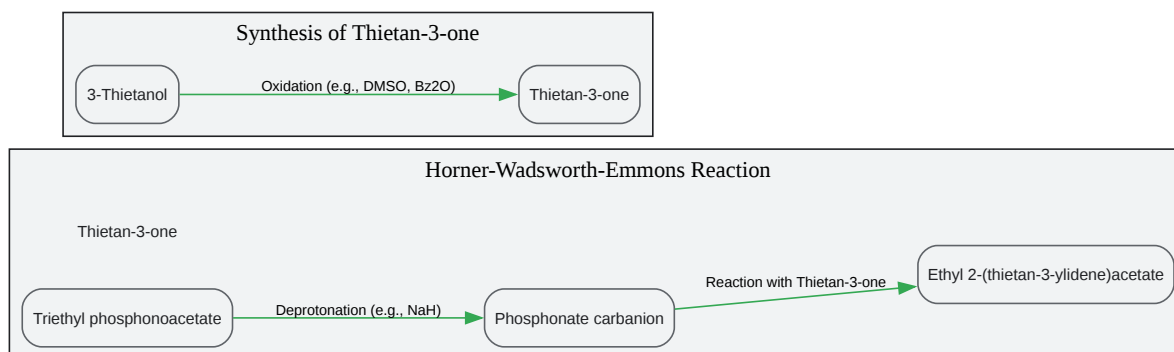 Synthesis of Thietan-3-one
3-Thietanol
Oxidation (e.g., DMSO, Bz2O)
Thietan-3-one
Horner-Wadsworth-Emmons Reaction
Thietan-3-one
Triethyl phosphonoacetate
Deprotonation (e.g., NaH)
Phosphonate carbanion
Reaction with Thietan-3-one
Ethyl 2-(thietan-3-ylidene)acetate